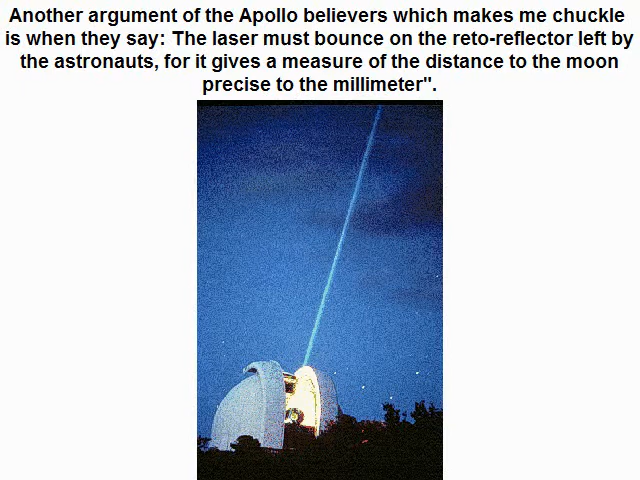 Another argument of the Apollo believers which makes me chuckle
is when they say: The laser must bounce on the reto-reflector left by
the astronauts, for it gives a measure of the distance to the moon
precise to the millimeter".